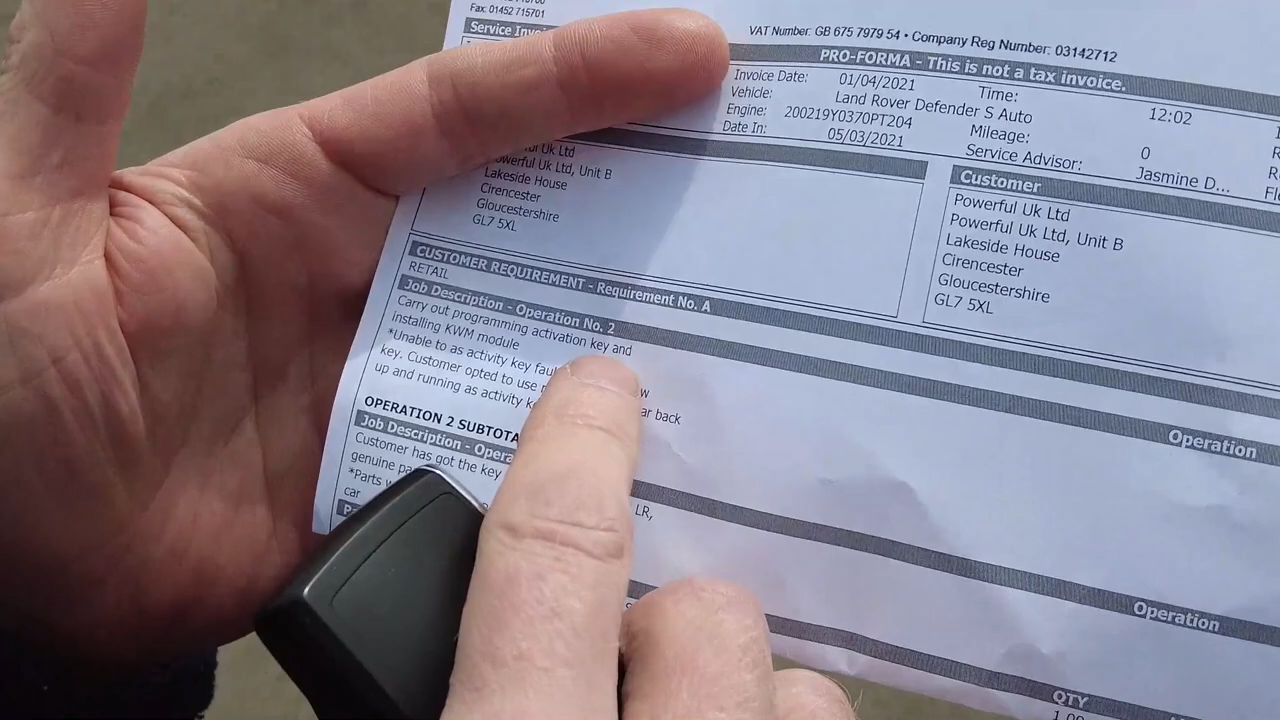 Fax: 01452 715701
VAT Number: GB 675 7979 54 • Company Reg Number: 03142712
Service
PRO-FORMA - This is not a tax invoice.
Invoice Date: 01/04/2021 Time: 12:02
Vehicle: Land Rover Defender S Auto
Engine: 200219Y0370PT204 Mileage: 0
Date In: 05/03/2021 Service Advisor: Jasmine D...
Uk Ltd
Powerful Uk Ltd, Unit B
Lakeside House
Cirencester
Gloucestershire
GL7 5XL
Customer
Powerful Uk Ltd
Powerful Uk Ltd, Unit B
Lakeside House
Cirencester
Gloucestershire
GL7 5XL
CUSTOMER REQUIREMENT - Requirement No. A
RETAIL
Job Description - Operation No. 2
Carry out programming activation key and
installing KWM module
*Unable to as activity key
key. Customer opted to use
up and running as activity back
Operation
OPERATION 2
Job Description -
Customer has got the key
genuine LR,
*Parts
car
Operation
QTY
1.00